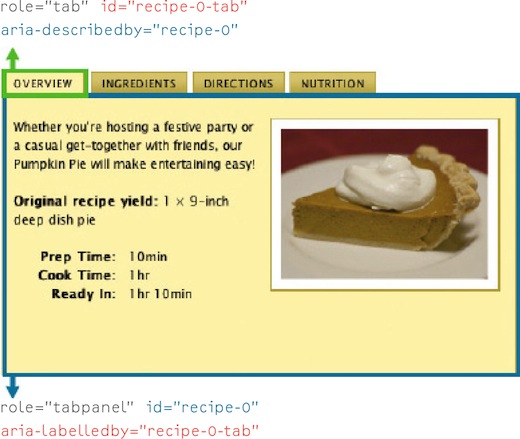 role="tab" id="recipe-0-tab"
aria-describedby="recipe-0"
OVERVIEW INGREDIENTS DIRECTIONS NUTRITION
Whether you're hosting a festive party or
a casual get-together with friends, our
Pumpkin Pie will make entertaining easy!
Original recipe yield: 1 × 9-inch
deep dish pie
Prep Time: 10min
Cook Time: 1hr
Ready In: 1hr 10min
role="tabpanel" id="recipe-0"
aria-labelledby="recipe-0-tab"